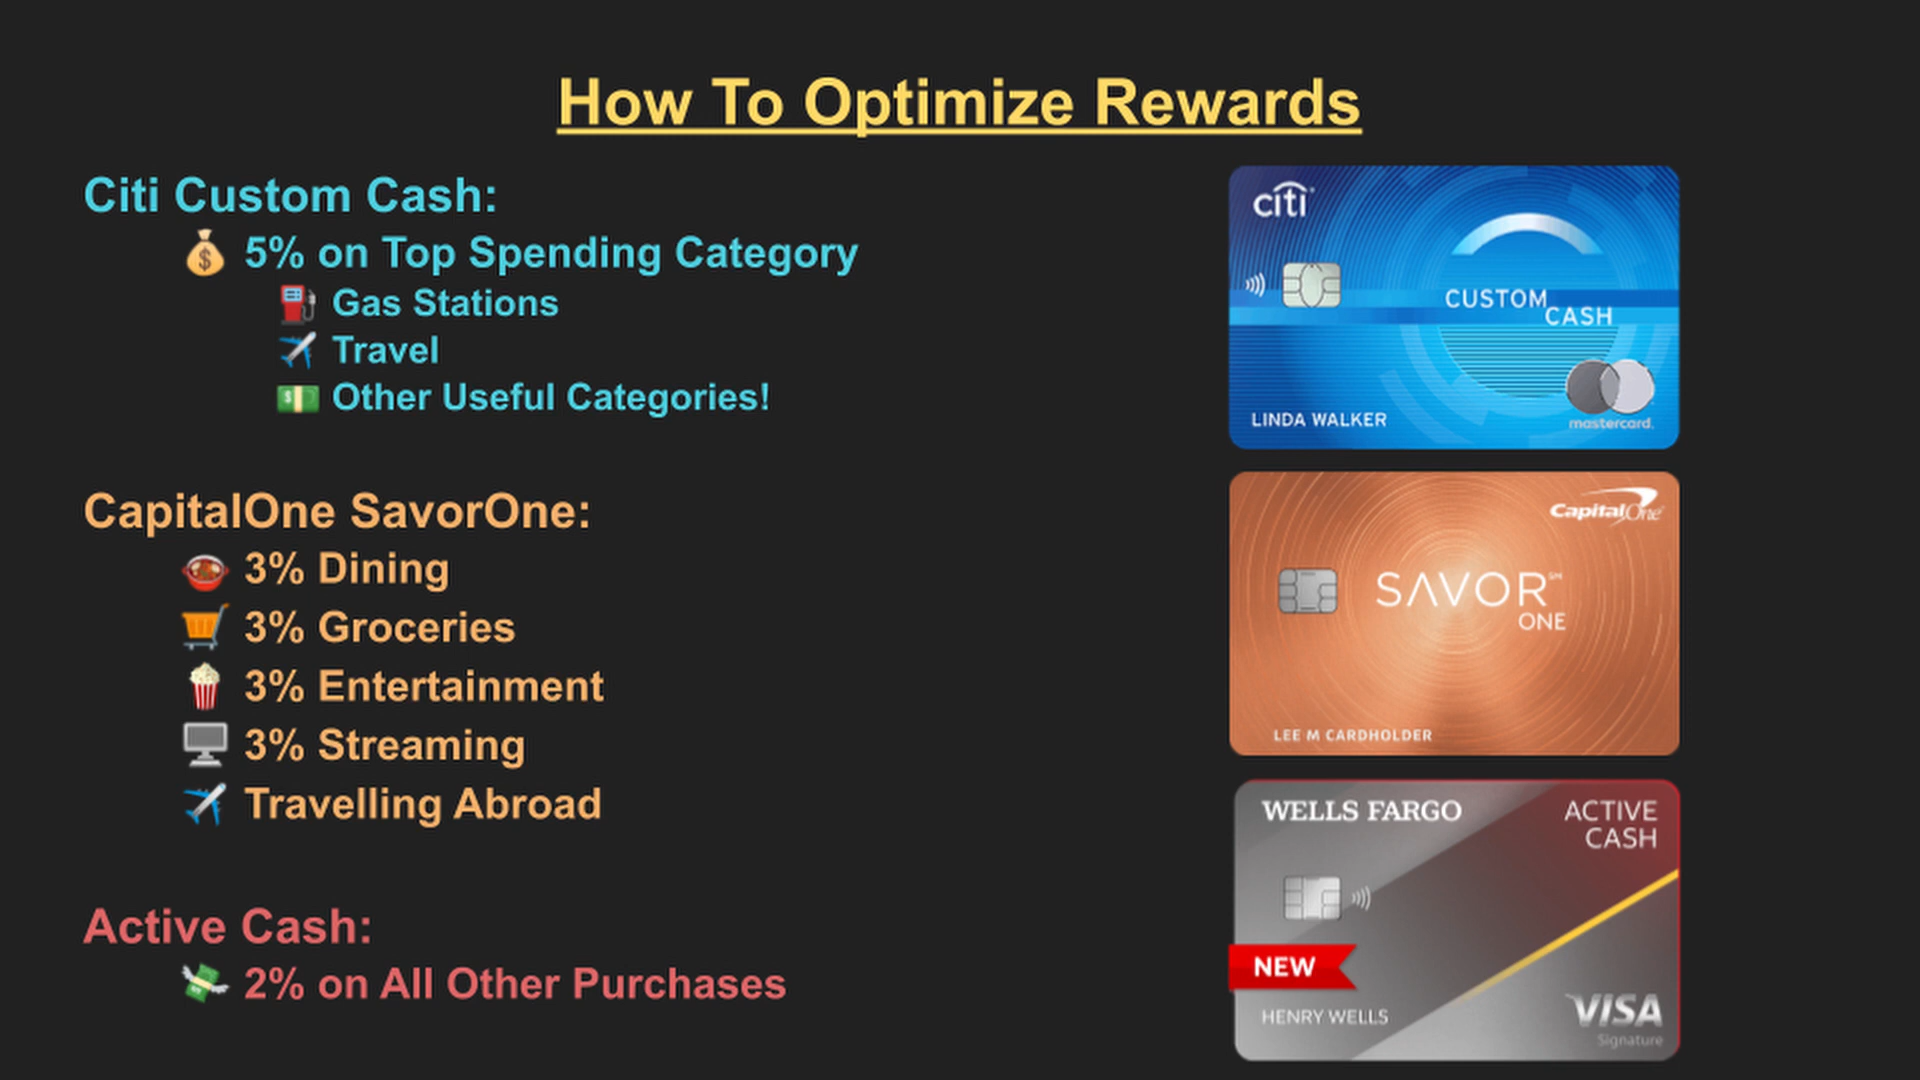 How To Optimize Rewards
Citi Custom Cash:
5% on Top Spending Category
Gas Stations
Travel
Other Useful Categories!
CapitalOne SavorOne:
3% Dining
3% Groceries
3% Entertainment
3% Streaming
Travelling Abroad
Active Cash:
2% on All Other Purchases
citi
CUSTOM
CASH
LINDA WALKER
mastercard.
CapitalOne
SAVOR℠
ONE
LEE M CARDHOLDER
WELLS FARGO
ACTIVE
CASH
NEW
HENRY WELLS
VISA
Signature